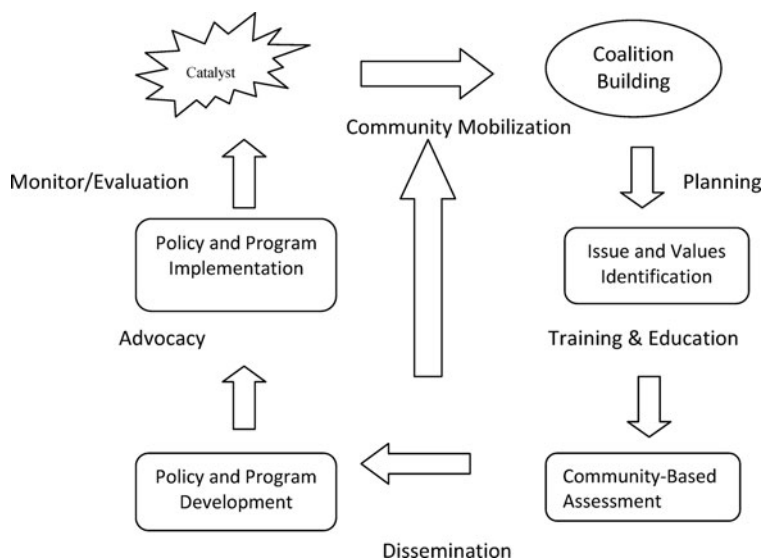 Catalyst
Coalition
Building
Community Mobilization
Monitor/Evaluation
Planning
Policy and Program
Implementation
Issue and Values
Identification
Advocacy
Training & Education
Policy and Program
Development
Community-Based
Assessment
Dissemination